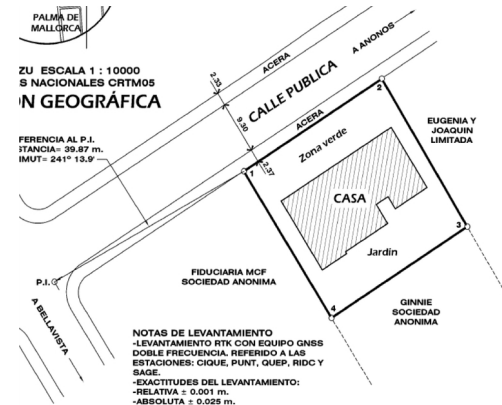 PALMA DE
MALLORCA
ZU ESCALA 1 : 10000
S NACIONALES CRTM05
N GEOGRÁFICA
FERENCIA AL P.I.
STANCIA= 39.87 m.
IMUT= 241º 13.9'
2.33
ACERA
A ANONOS
CALLE PUBLICA
9.30
ACERA
2
EUGENIA Y
JOAQUIN
LIMITADA
Zona verde
2.37
1
CASA
3
Jardín
P.I.
FIDUCIARIA MCF
SOCIEDAD ANONIMA
A BELLAVISTA
4
GINNIE
SOCIEDAD
ANONIMA
NOTAS DE LEVANTAMIENTO
-LEVANTAMIENTO RTK CON EQUIPO GNSS
DOBLE FRECUENCIA. REFERIDO A LAS
ESTACIONES: CIQUE, PUNT, QUEP, RIDC Y
SAGE.
-EXACTITUDES DEL LEVANTAMIENTO:
-RELATIVA ± 0.001 m.
-ABSOLUTA ± 0.025 m.